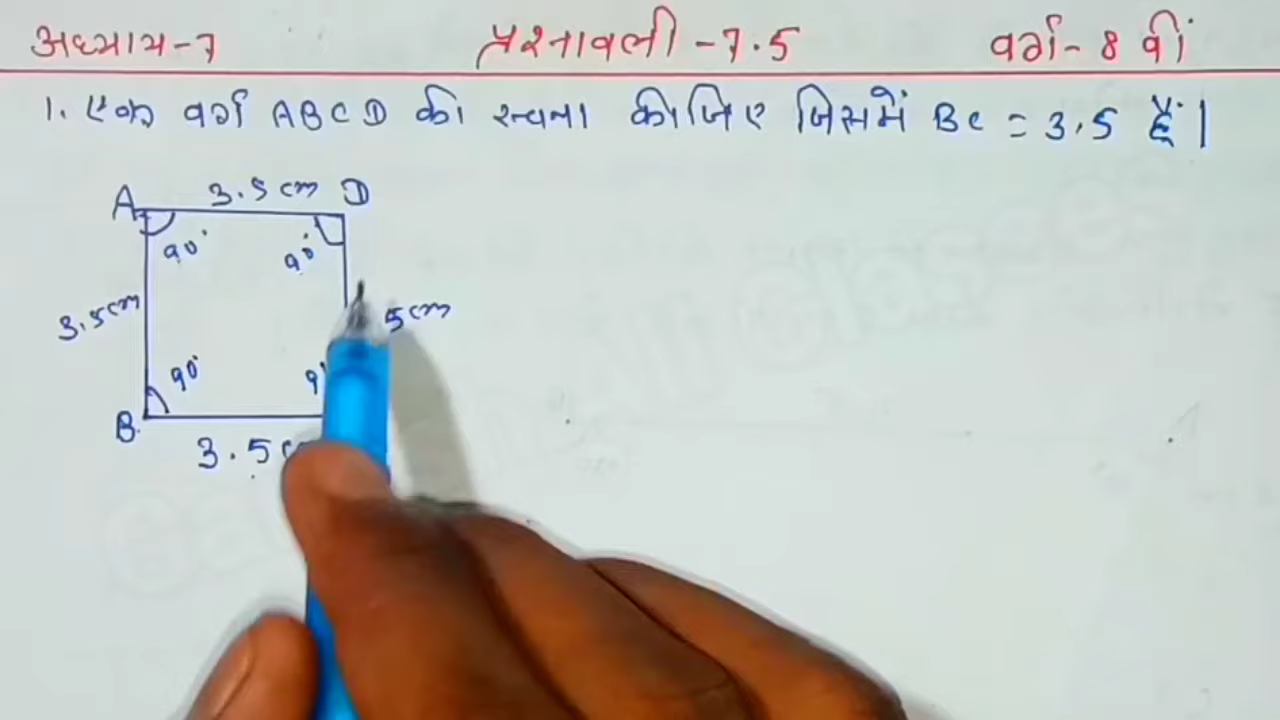 अध्याय-7 प्रश्नावली-7.5 वर्ग-8 वीं
1. एक वर्ग ABCD की रचना कीजिए जिसमें BC = 3.5 है।
A 3.5 cm D
90° 90°
3.5cm 5cm
90° 9
B
3.5